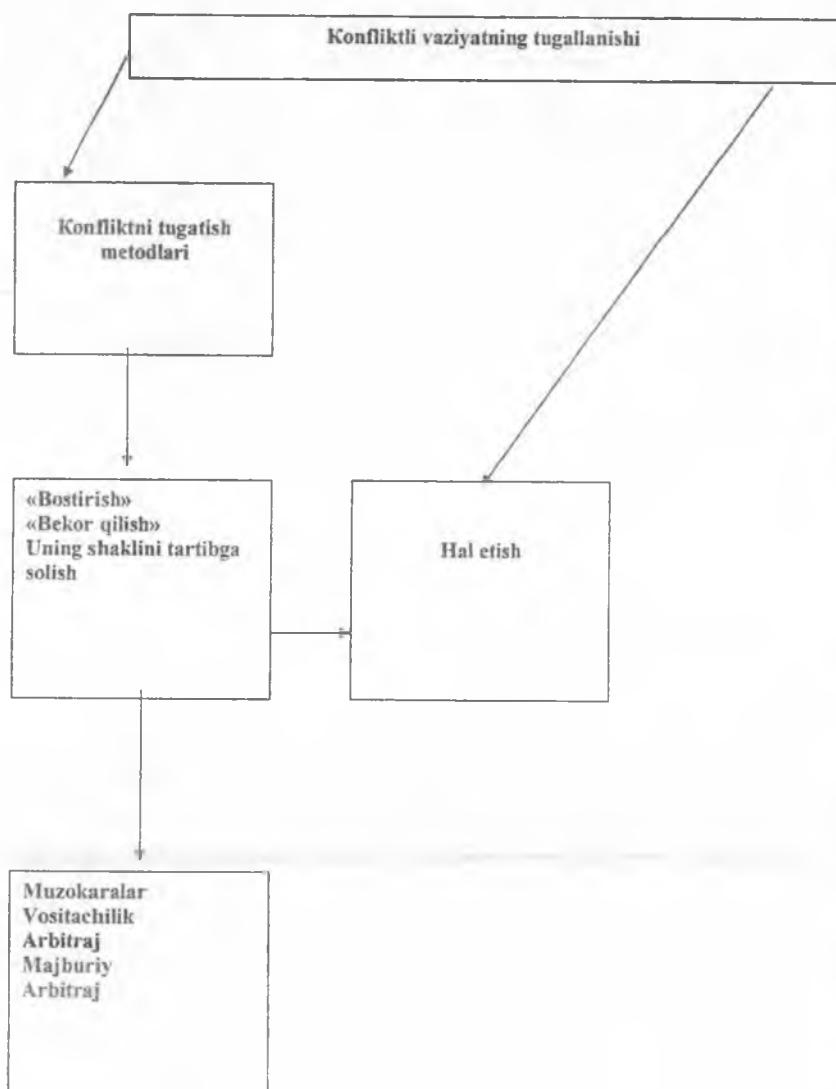 Konfliktli vaziyatning tugallanishi
Konfliktni tugatish
metodlari
«Bostirish»
«Bekor qilish»
Uning shaklini tartibga
solish
Hal etish
Muzokaralar
Vositachilik
Arbitraj
Majburiy
Arbitraj